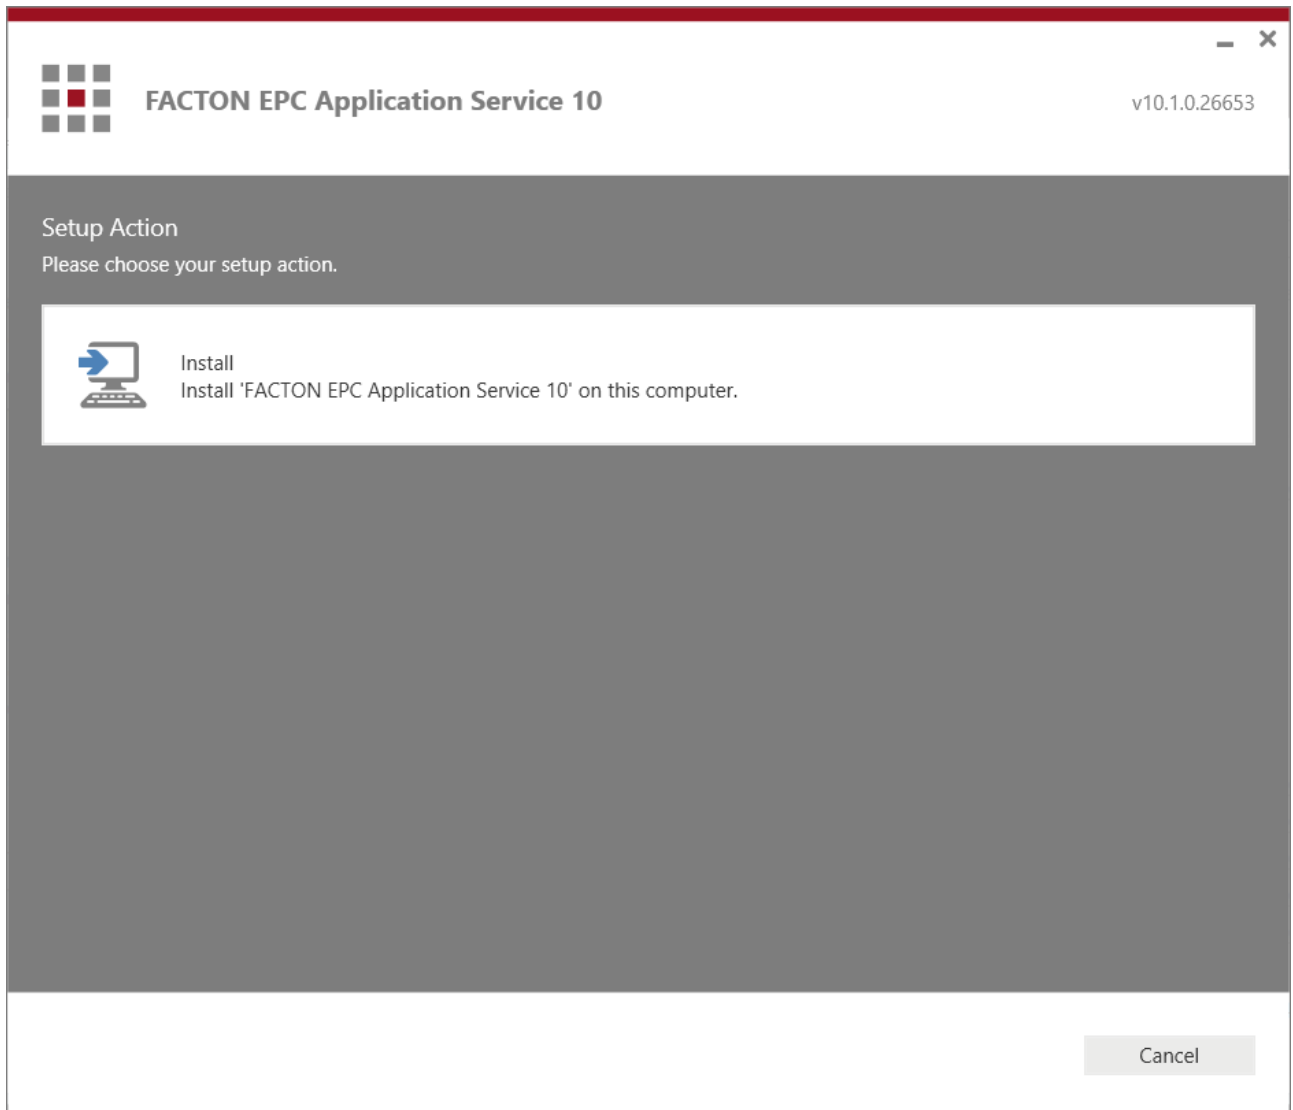 FACTON EPC Application Service 10
v10.1.0.26653
Setup Action
Please choose your setup action.
Install
Install 'FACTON EPC Application Service 10' on this computer.
Cancel